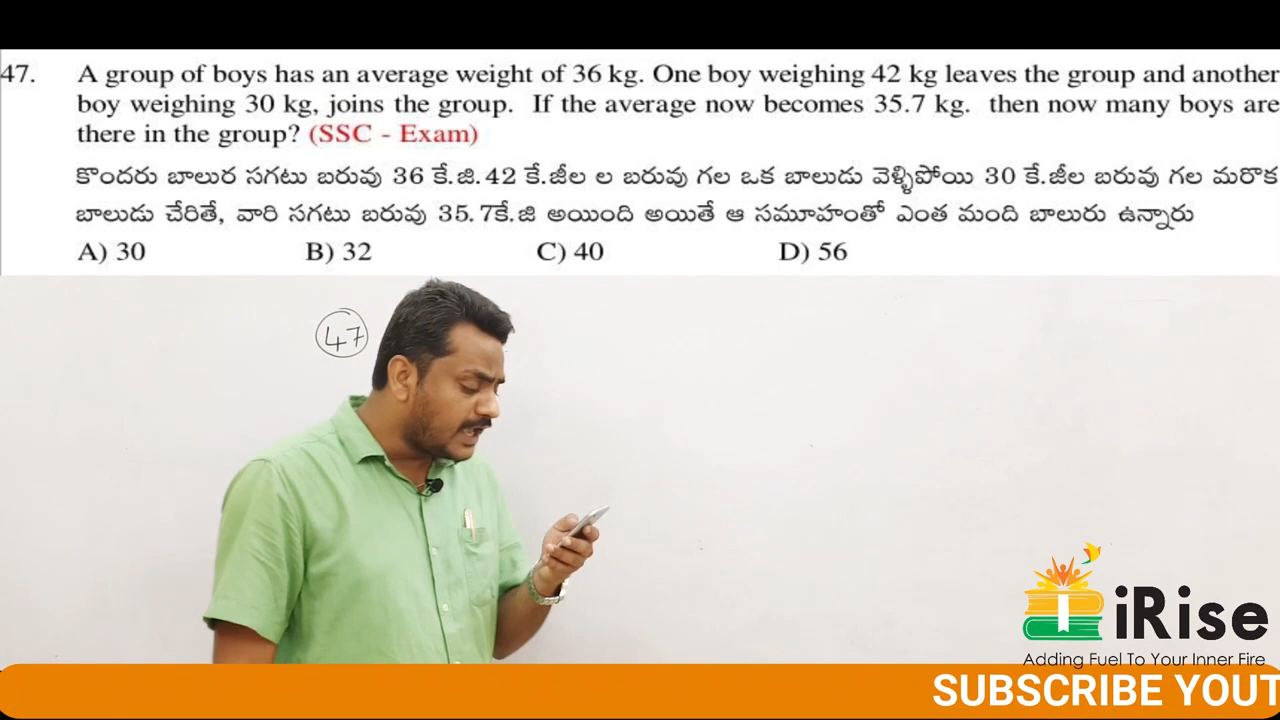 47. A group of boys has an average weight of 36 kg. One boy weighing 42 kg leaves the group and another
boy weighing 30 kg, joins the group. If the average now becomes 35.7 kg. then now many boys are
there in the group? (SSC - Exam)
కొందరు బాలుర సగటు బరువు 36 కే.జి. 42 కే.జీల ల బరువు గల ఒక బాలుడు వెళ్ళిపోయి 30 కే.జీల బరువు గల మరొక
బాలుడు చేరితే, వారి సగటు బరువు 35.7కే.జి అయింది అయితే ఆ సమూహంతో ఎంత మంది బాలురు ఉన్నారు
A) 30 B) 32 C) 40 D) 56
47
iRise
Adding Fuel To Your Inner Fire
SUBSCRIBE YOUT